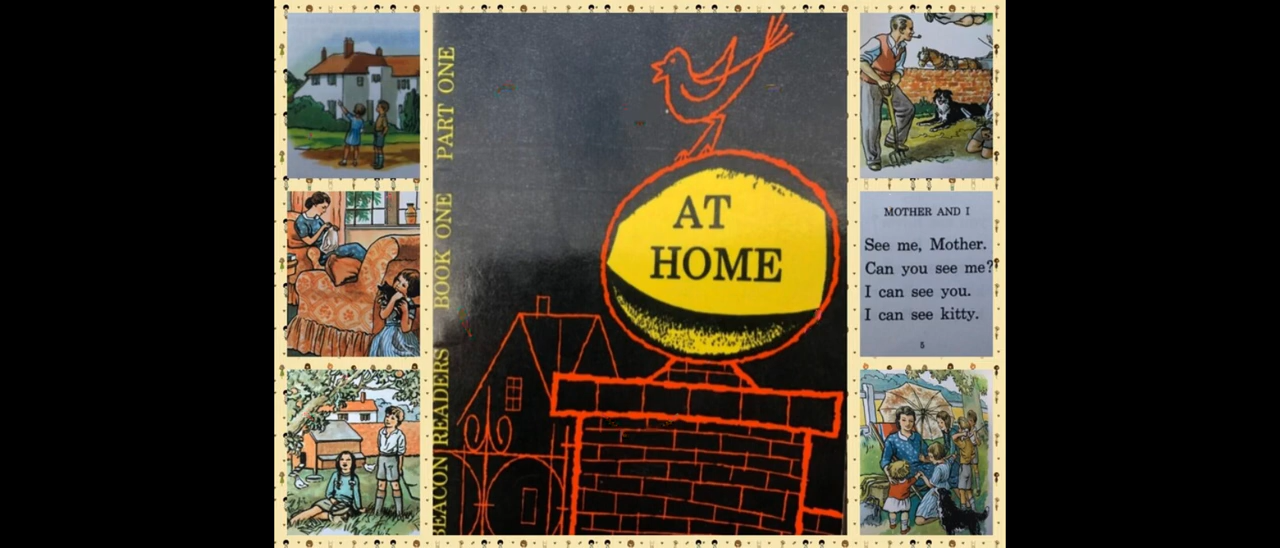 BEACON READERS BOOK ONE PART ONE
AT
HOME
MOTHER AND I
See me, Mother.
Can you see me?
I can see you.
I can see kitty.
5